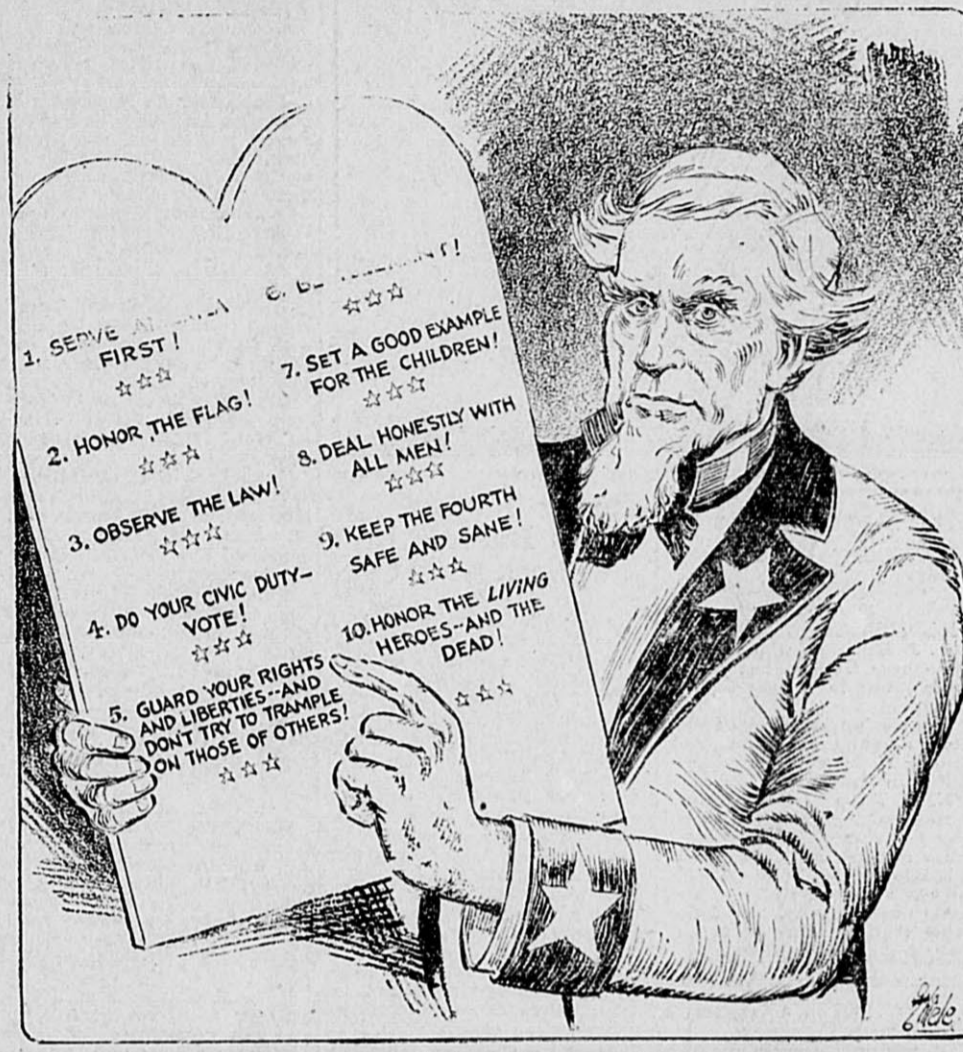 1. SERVE
FIRST!
2. HONOR THE FLAG!
3. OBSERVE THE LAW!
4. DO YOUR CIVIC DUTY–
VOTE!
5. GUARD YOUR RIGHTS
AND LIBERTIES--AND
DON'T TRY TO TRAMPLE
ON THOSE OF OTHERS!
6. BE
7. SET A GOOD EXAMPLE
FOR THE CHILDREN!
8. DEAL HONESTLY WITH
ALL MEN!
9. KEEP THE FOURTH
SAFE AND SANE!
10. HONOR THE LIVING
HEROES--AND THE
DEAD!